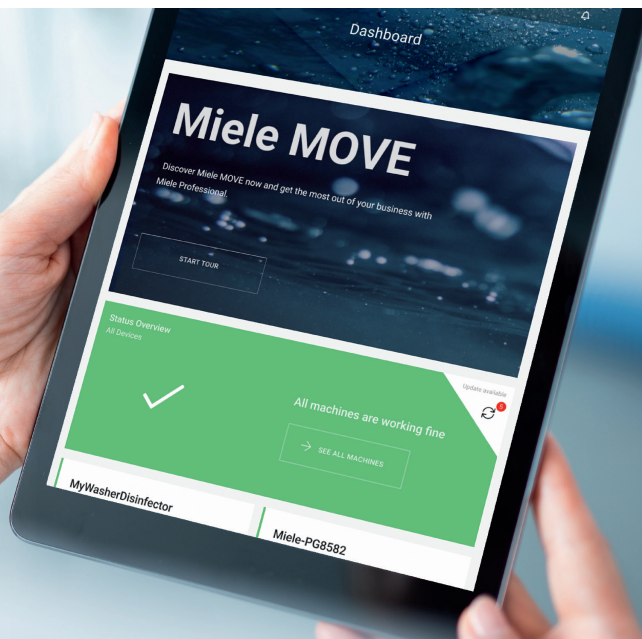 Dashboard
Miele MOVE
Discover Miele MOVE now and get the most out of your business with
Miele Professional.
START TOUR
Status Overview
All Devices
Update available
5
All machines are working fine
SEE ALL MACHINES
MyWasherDisinfector
Miele-PG8582